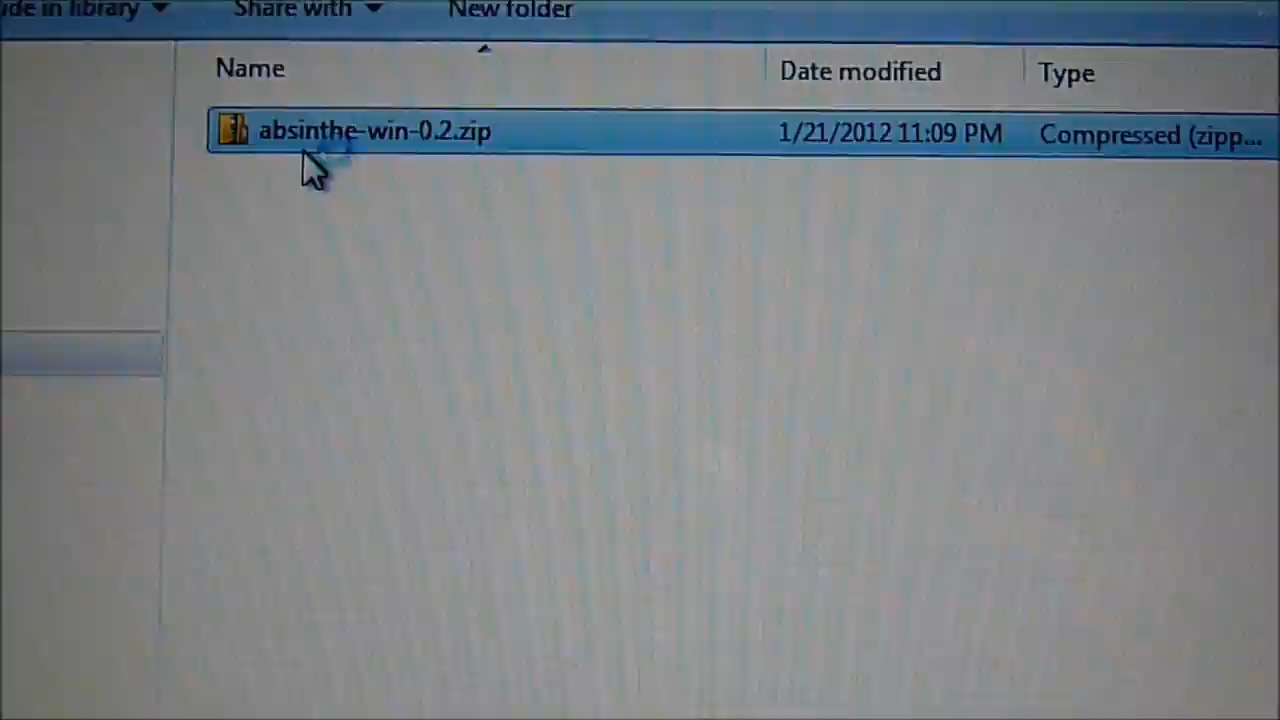 ude in library Share with New folder
Name Date modified Type
absinthe-win-0.2.zip 1/21/2012 11:09 PM Compressed (zipp...